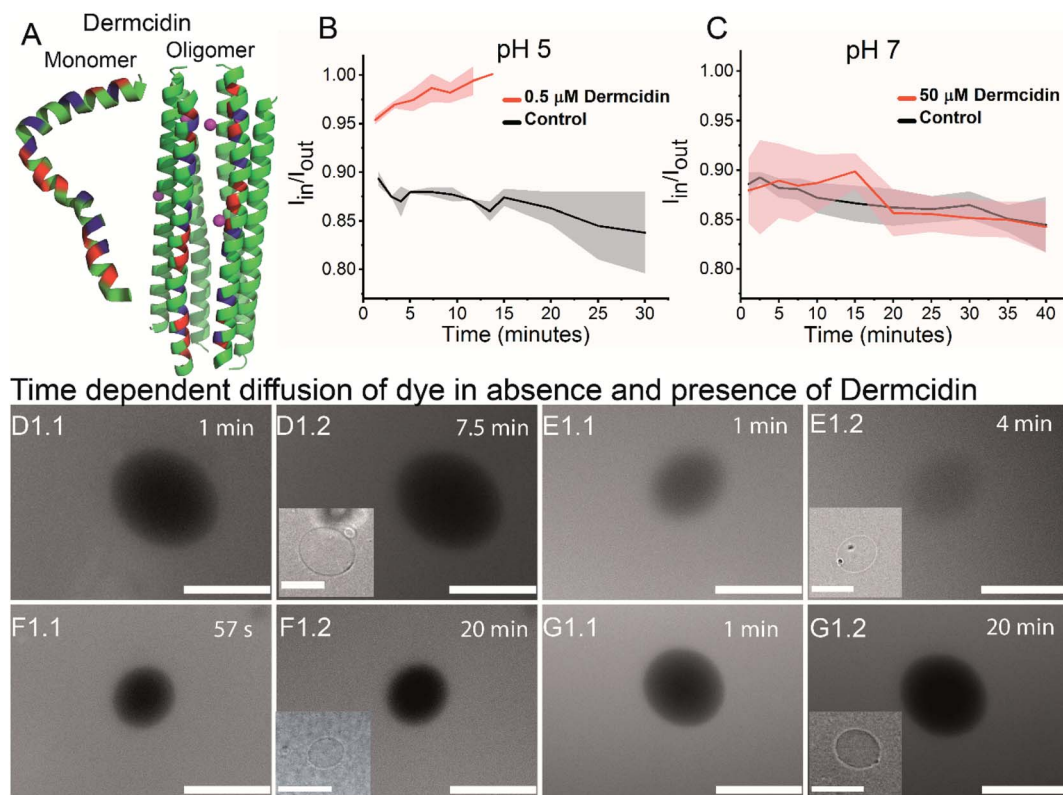 A
Dermcidin
Monomer
Oligomer
B
pH 5
0.5 μM Dermcidin
Control
1.00
0.95
0.90
0.85
0.80
I_in/I_out
0 5 10 15 20 25 30
Time (minutes)
C
pH 7
50 μM Dermcidin
Control
1.00
0.95
0.90
0.85
0.80
I_in/I_out
0 5 10 15 20 25 30 35 40
Time (minutes)
Time dependent diffusion of dye in absence and presence of Dermcidin
D1.1 1 min
D1.2 7.5 min
E1.1 1 min
E1.2 4 min
F1.1 57 s
F1.2 20 min
G1.1 1 min
G1.2 20 min